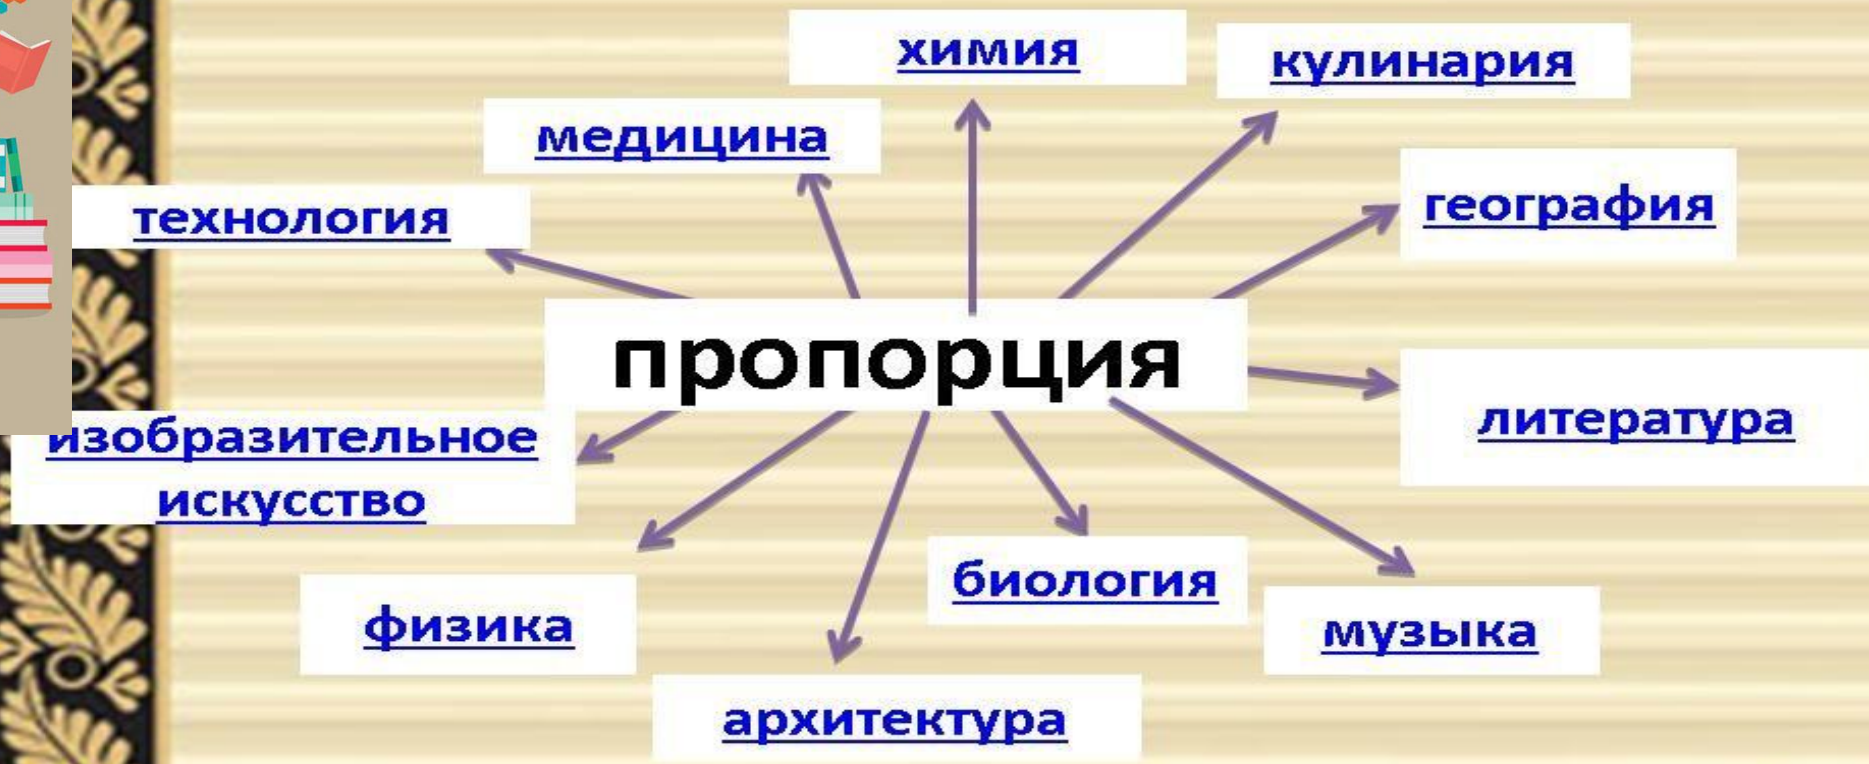 химия
кулинария
медицина
география
технология
пропорция
литература
изобразительное
искусство
биология
физика
музыка
архитектура